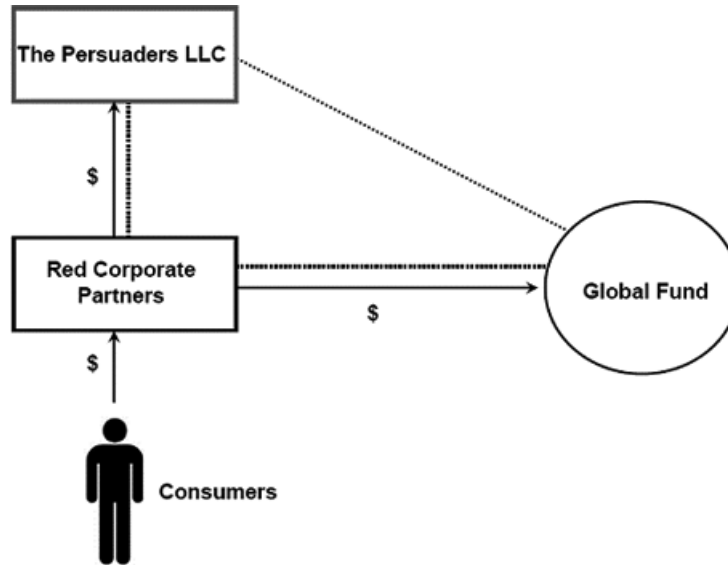 The Persuaders LLC
$
Red Corporate
Partners
$
Global Fund
$
Consumers